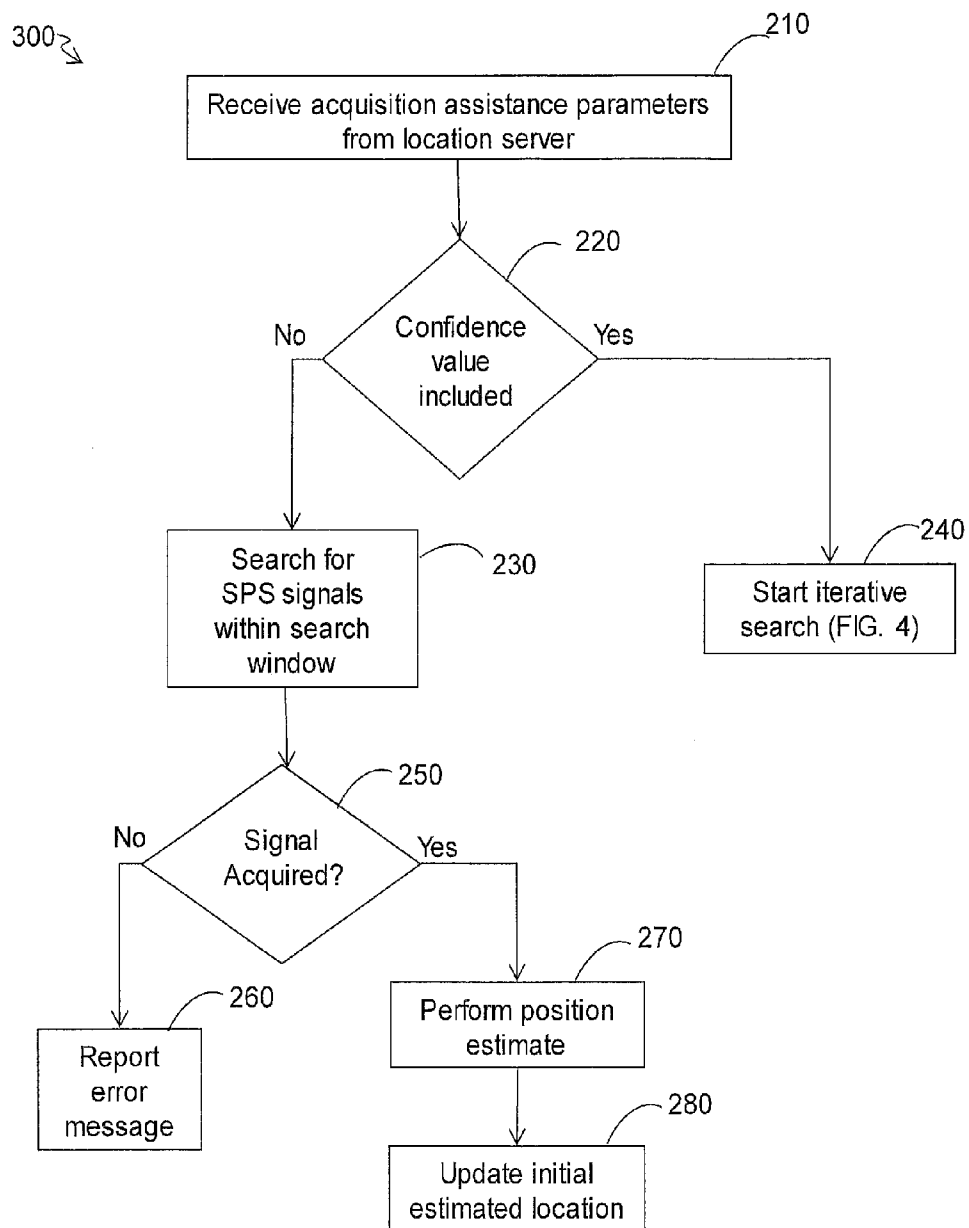 300
210
Receive acquisition assistance parameters
from location server
220
No
Yes
Confidence
value
included
230
Search for
SPS signals
within search
window
240
Start iterative
search (FIG. 4)
250
No
Yes
Signal
Acquired?
260
Report
error
message
270
Perform position
estimate
280
Update initial
estimated location